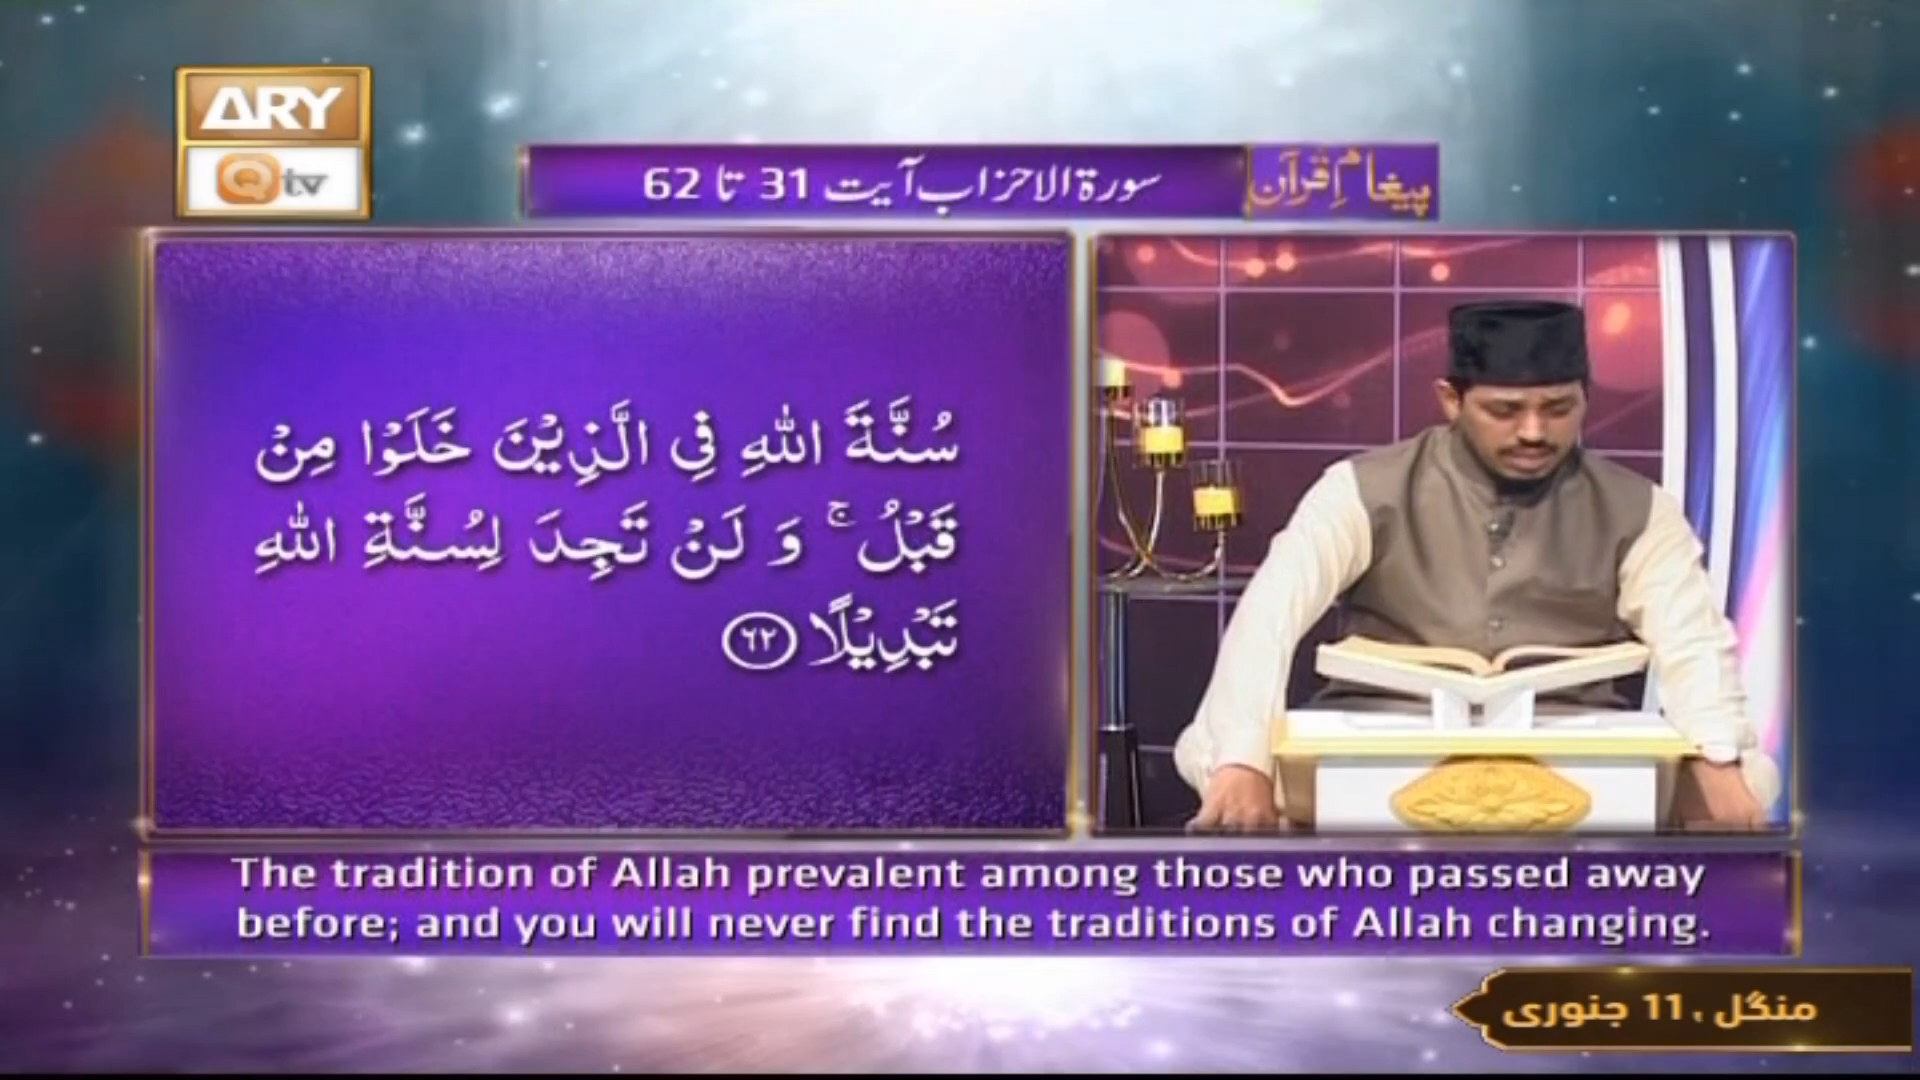 ARY
Qtv
پیغامِ قرآن
سورۃ الاحزاب آیت 31 تا 62
سُنَّةَ اللّٰهِ فِی الَّذِیْنَ خَلَوْا مِنْ
قَبْلُ ۚ وَ لَنْ تَجِدَ لِسُنَّةِ اللّٰهِ
تَبْدِیْلًا ﴿۶۲﴾
The tradition of Allah prevalent among those who passed away
before; and you will never find the traditions of Allah changing.
منگل ، 11 جنوری